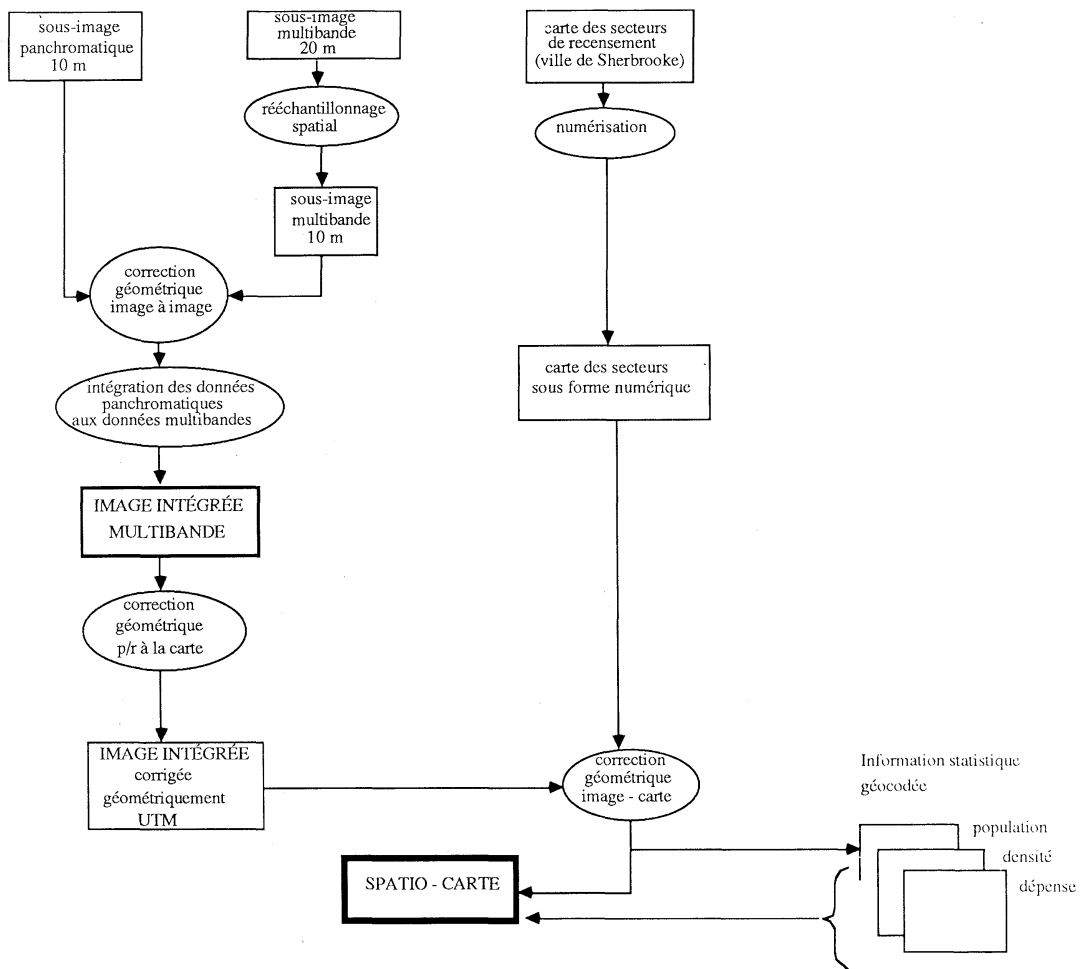 sous-image
panchromatique
10 m
sous-image
multibande
20 m
carte des secteurs
de recensement
(ville de Sherbrooke)
rééchantillonnage
spatial
numérisation
sous-image
multibande
10 m
correction
géométrique
image à image
carte des secteurs
sous forme numérique
intégration des données
panchromatiques
aux données multibandes
IMAGE INTÉGRÉE
MULTIBANDE
correction
géométrique
p/r à la carte
IMAGE INTÉGRÉE
corrigée
géométriquement
UTM
correction
géométrique
image - carte
Information statistique
géocodée
population
densité
dépense
SPATIO - CARTE